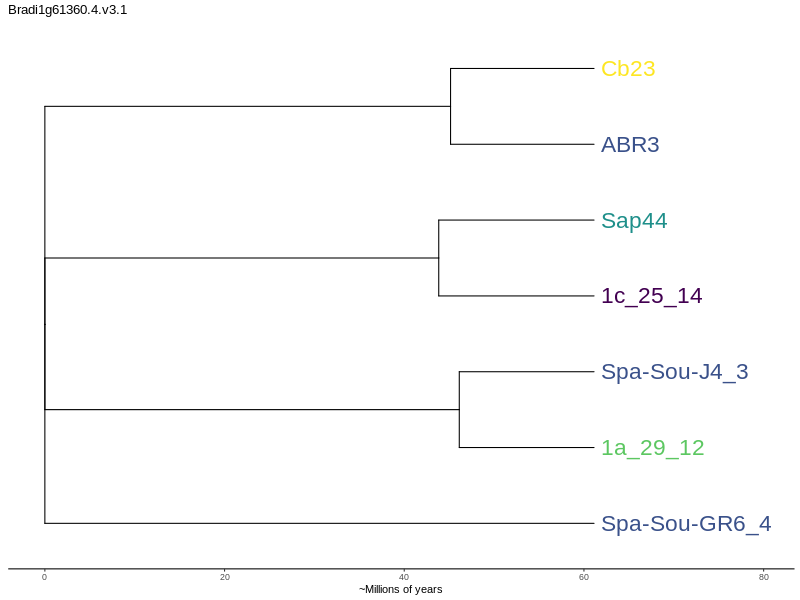 Bradi1g61360.4.v3.1
Cb23
ABR3
Sap44
1c_25_14
Spa-Sou-J4_3
1a_29_12
Spa-Sou-GR6_4
0 20 40 60 80
~Millions of years